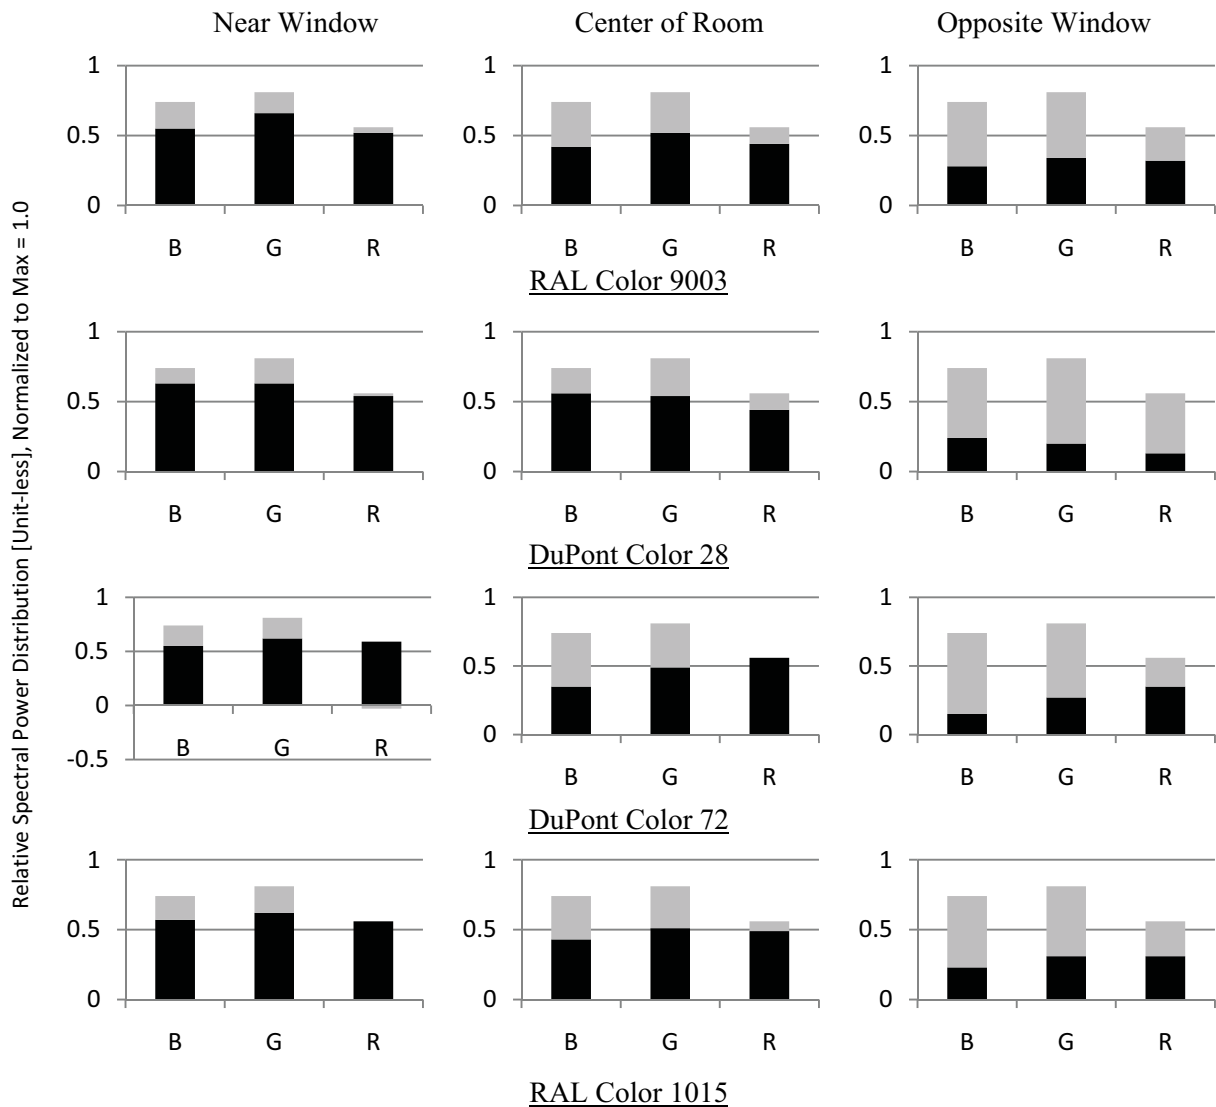 Near Window Center of Room Opposite Window
Relative Spectral Power Distribution [Unit-less], Normalized to Max = 1.0
1 1 1
0.5 0.5 0.5
0 0 0
B G R B G R B G R
RAL Color 9003
1 1 1
0.5 0.5 0.5
0 0 0
B G R B G R B G R
DuPont Color 28
1 1 1
0.5 0.5 0.5
0 0 0
B G R B G R B G R
-0.5
DuPont Color 72
1 1 1
0.5 0.5 0.5
0 0 0
B G R B G R B G R
RAL Color 1015